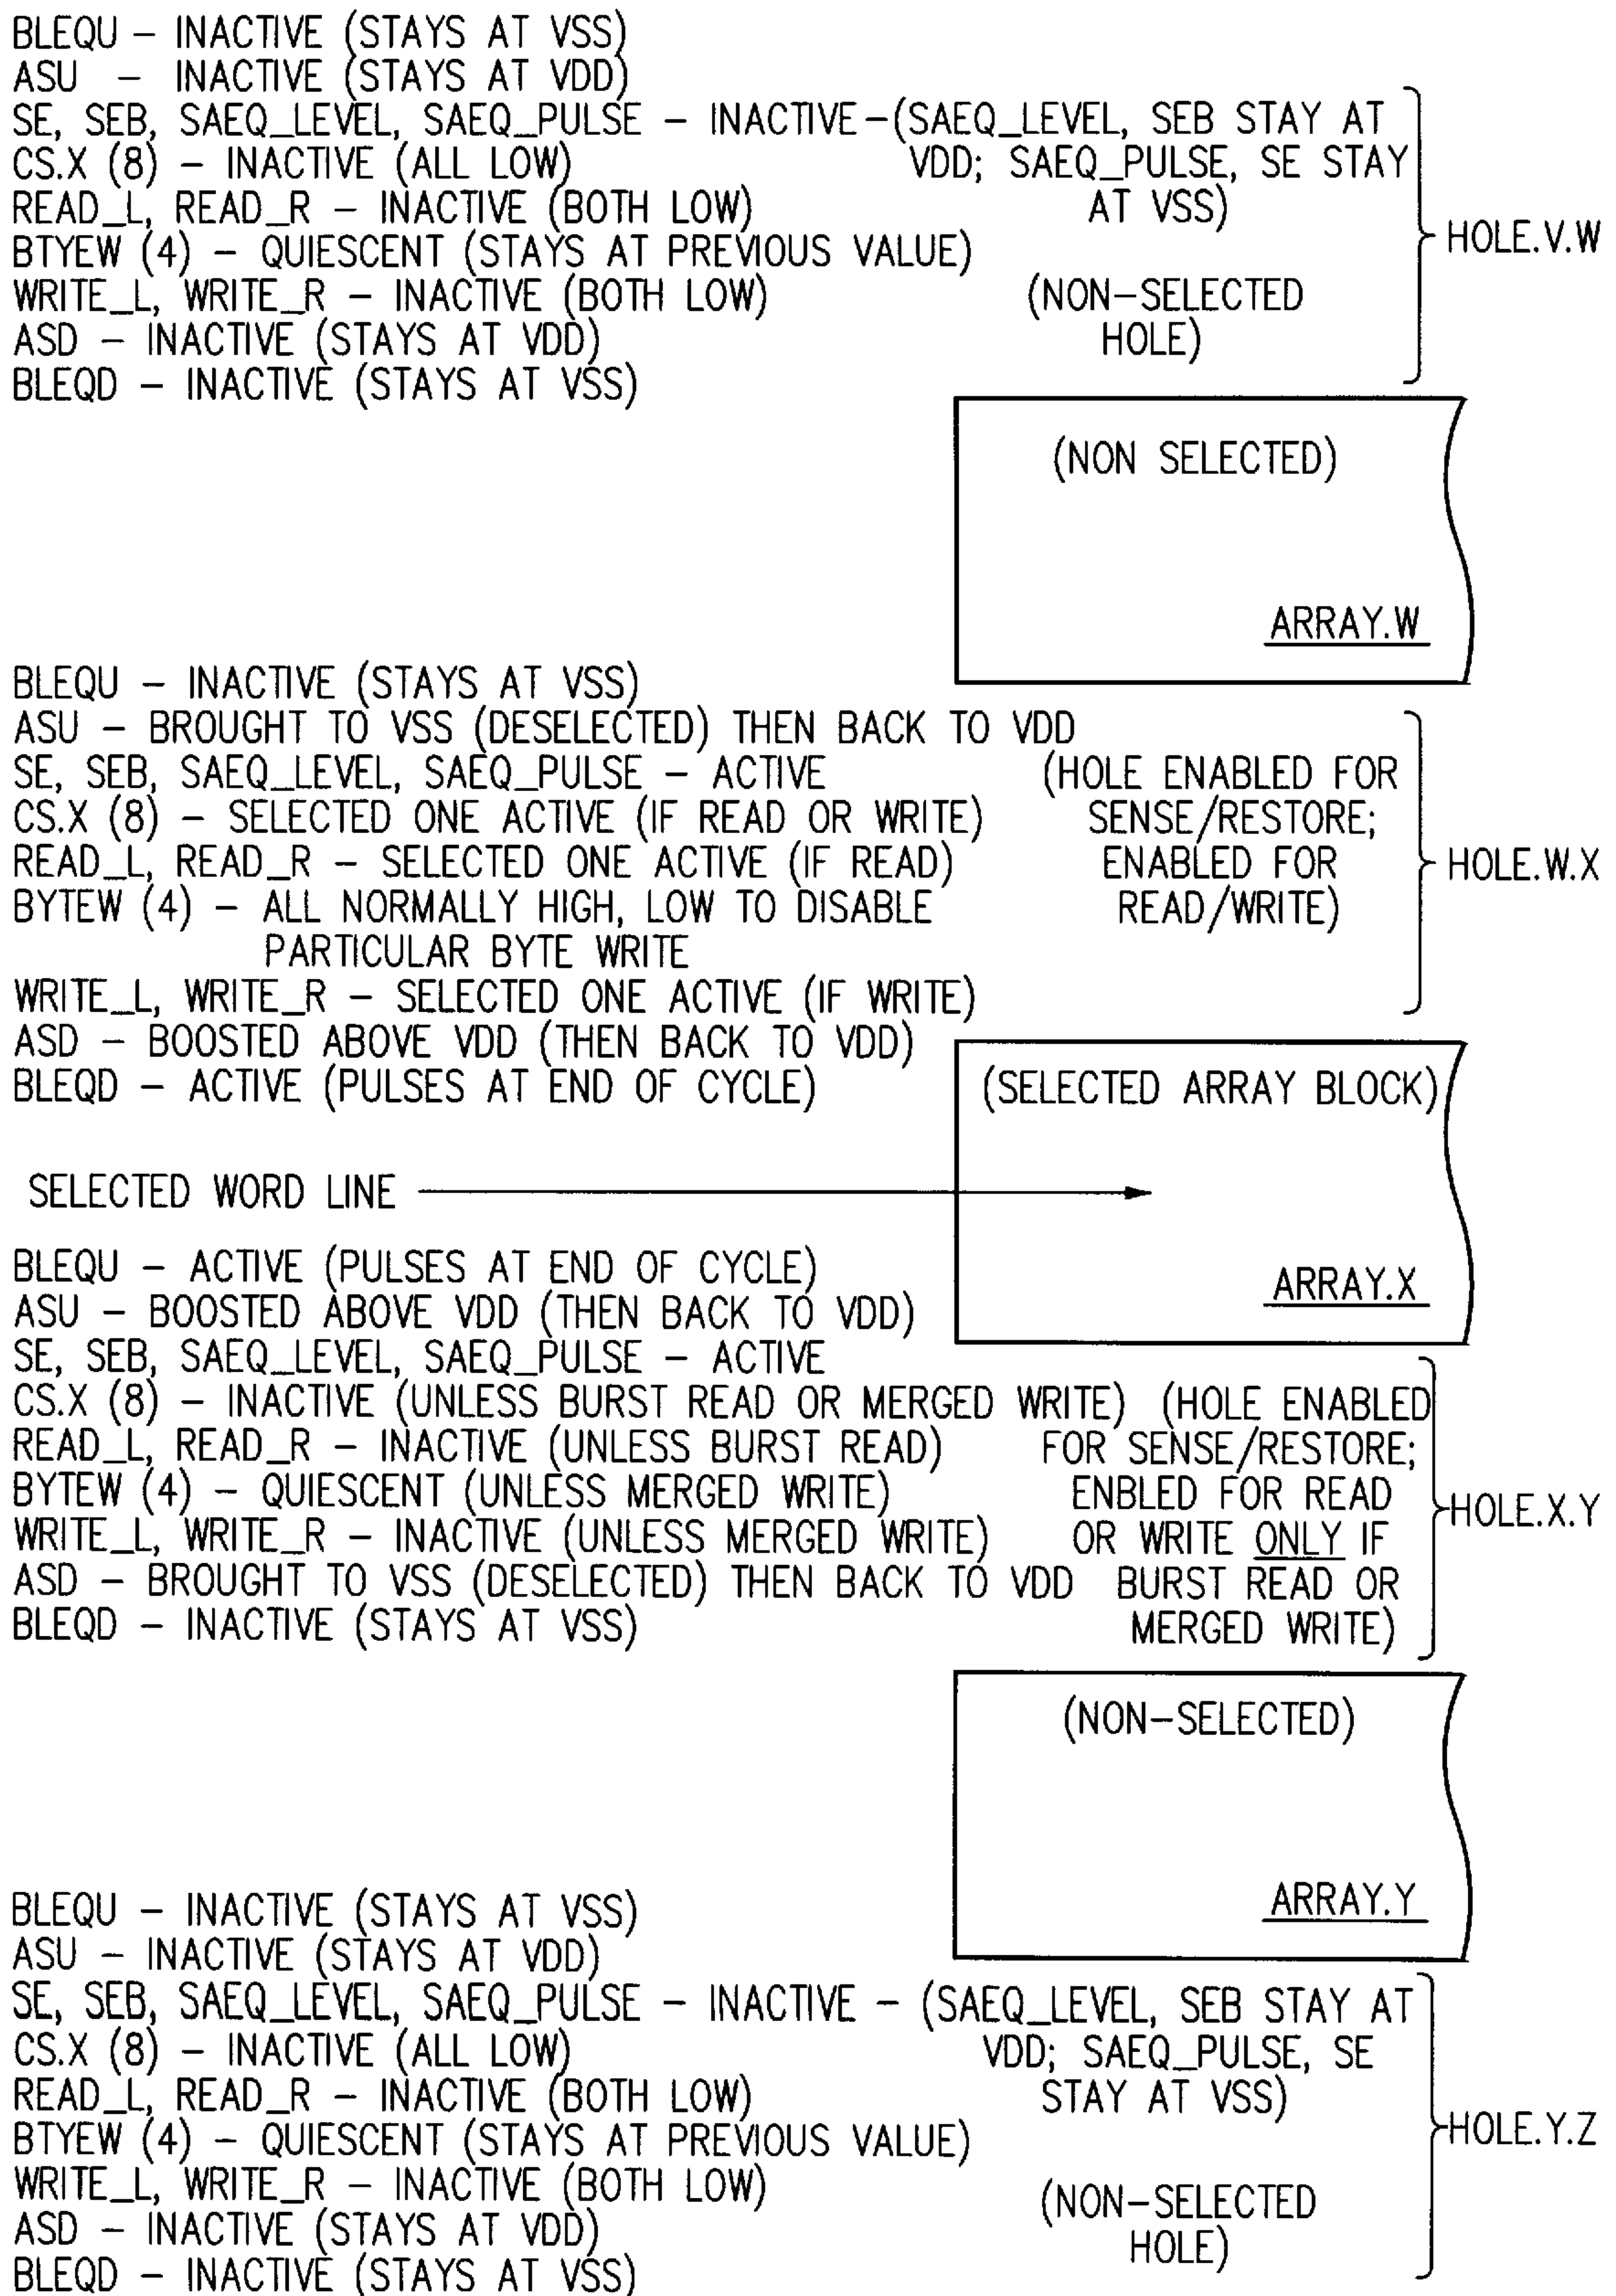 BLEQU – INACTIVE (STAYS AT VSS)
ASU – INACTIVE (STAYS AT VDD)
SE, SEB, SAEQ_LEVEL, SAEQ_PULSE – INACTIVE–(SAEQ_LEVEL, SEB STAY AT
CS.X (8) – INACTIVE (ALL LOW) VDD; SAEQ_PULSE, SE STAY
READ_L, READ_R – INACTIVE (BOTH LOW) AT VSS)
BTYEW (4) – QUIESCENT (STAYS AT PREVIOUS VALUE) HOLE.V.W
WRITE_L, WRITE_R – INACTIVE (BOTH LOW) (NON–SELECTED
ASD – INACTIVE (STAYS AT VDD) HOLE)
BLEQD – INACTIVE (STAYS AT VSS)
(NON SELECTED)
ARRAY.W
BLEQU – INACTIVE (STAYS AT VSS)
ASU – BROUGHT TO VSS (DESELECTED) THEN BACK TO VDD
SE, SEB, SAEQ_LEVEL, SAEQ_PULSE – ACTIVE (HOLE ENABLED FOR
CS.X (8) – SELECTED ONE ACTIVE (IF READ OR WRITE) SENSE/RESTORE;
READ_L, READ_R – SELECTED ONE ACTIVE (IF READ) ENABLED FOR HOLE.W.X
BYTEW (4) – ALL NORMALLY HIGH, LOW TO DISABLE READ/WRITE)
PARTICULAR BYTE WRITE
WRITE_L, WRITE_R – SELECTED ONE ACTIVE (IF WRITE)
ASD – BOOSTED ABOVE VDD (THEN BACK TO VDD)
BLEQD – ACTIVE (PULSES AT END OF CYCLE) (SELECTED ARRAY BLOCK)
SELECTED WORD LINE
BLEQU – ACTIVE (PULSES AT END OF CYCLE) ARRAY.X
ASU – BOOSTED ABOVE VDD (THEN BACK TO VDD)
SE, SEB, SAEQ_LEVEL, SAEQ_PULSE – ACTIVE
CS.X (8) – INACTIVE (UNLESS BURST READ OR MERGED WRITE) (HOLE ENABLED
READ_L, READ_R – INACTIVE (UNLESS BURST READ) FOR SENSE/RESTORE;
BYTEW (4) – QUIESCENT (UNLESS MERGED WRITE) ENBLED FOR READ HOLE.X.Y
WRITE_L, WRITE_R – INACTIVE (UNLESS MERGED WRITE) OR WRITE ONLY IF
ASD – BROUGHT TO VSS (DESELECTED) THEN BACK TO VDD BURST READ OR
BLEQD – INACTIVE (STAYS AT VSS) MERGED WRITE)
(NON–SELECTED)
ARRAY.Y
BLEQU – INACTIVE (STAYS AT VSS)
ASU – INACTIVE (STAYS AT VDD)
SE, SEB, SAEQ_LEVEL, SAEQ_PULSE – INACTIVE – (SAEQ_LEVEL, SEB STAY AT
CS.X (8) – INACTIVE (ALL LOW) VDD; SAEQ_PULSE, SE
READ_L, READ_R – INACTIVE (BOTH LOW) STAY AT VSS)
BTYEW (4) – QUIESCENT (STAYS AT PREVIOUS VALUE) HOLE.Y.Z
WRITE_L, WRITE_R – INACTIVE (BOTH LOW) (NON–SELECTED
ASD – INACTIVE (STAYS AT VDD) HOLE)
BLEQD – INACTIVE (STAYS AT VSS)